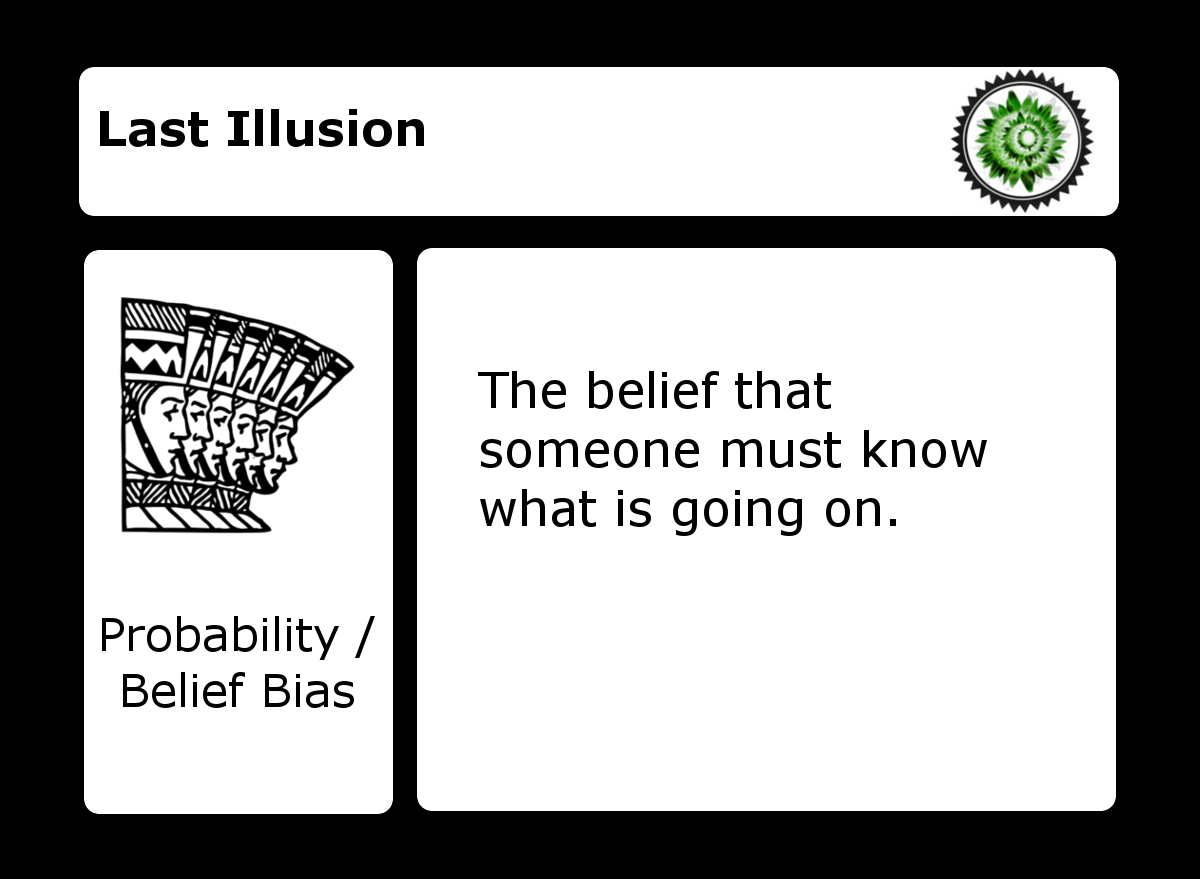 Last Illusion
The belief that
someone must know
what is going on.
Probability /
Belief Bias